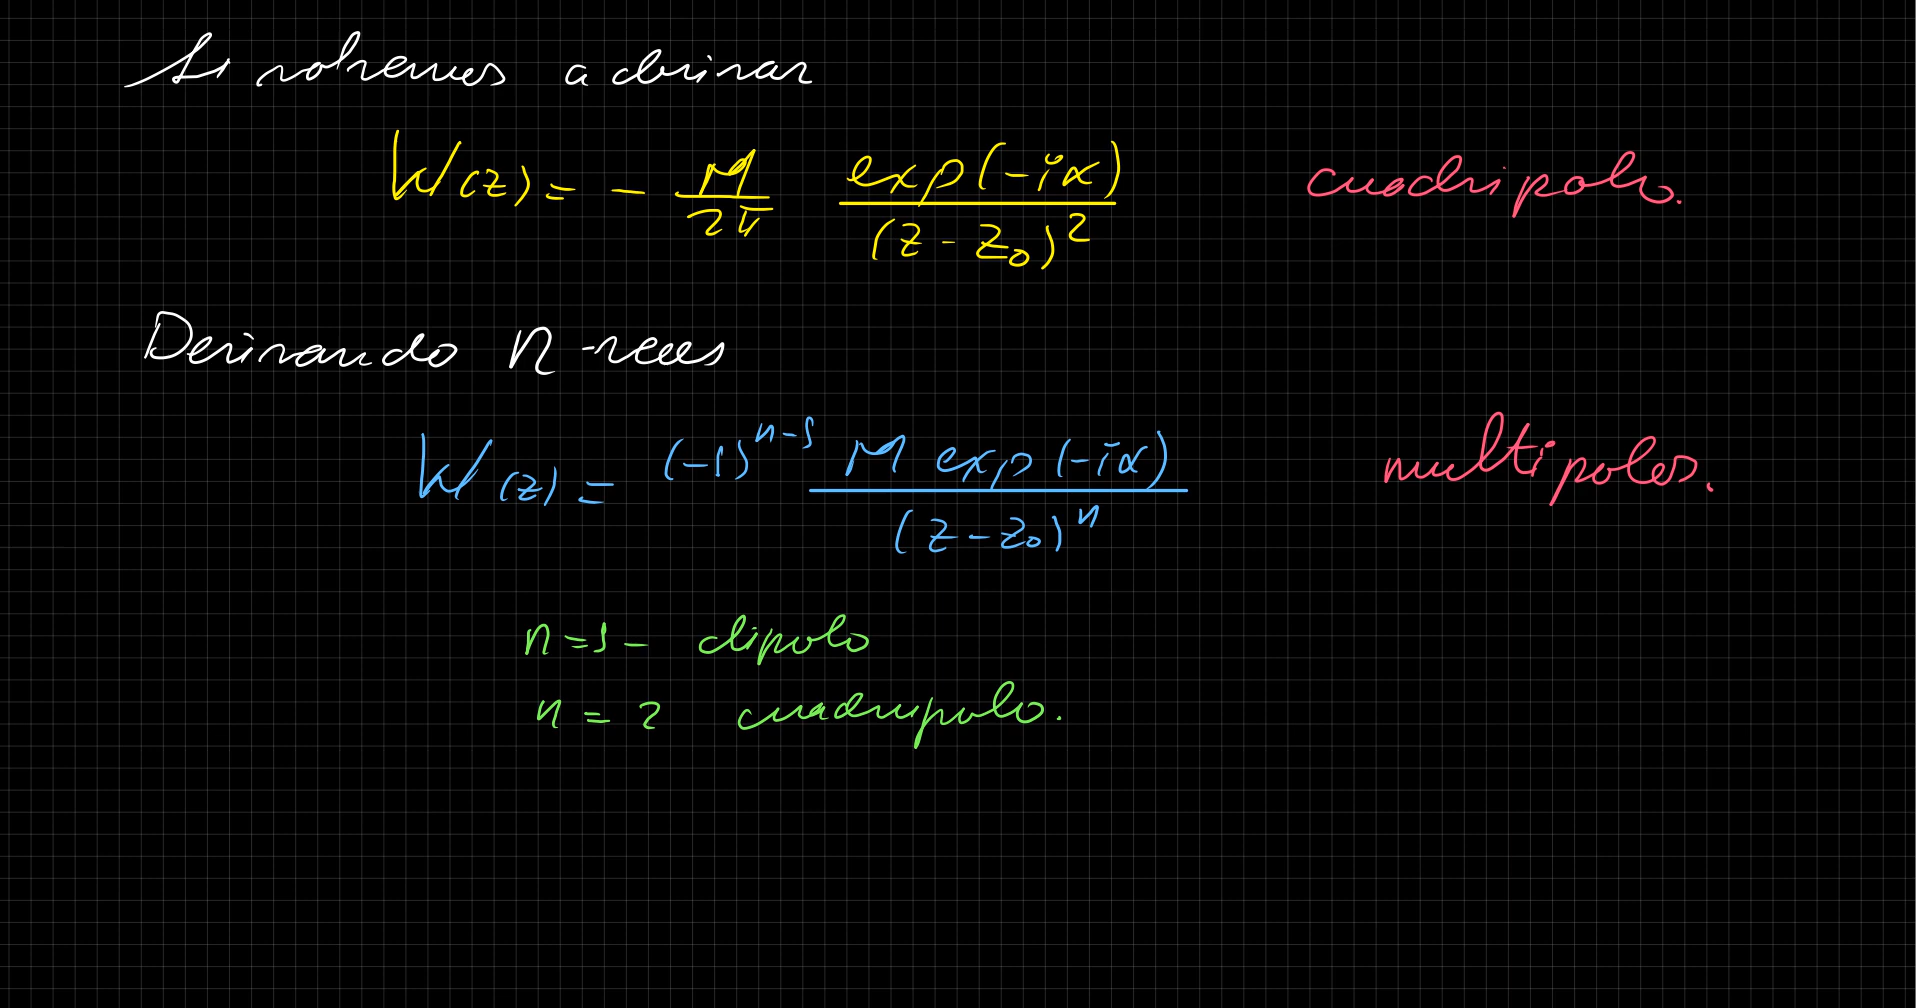 Si volvemos a derivar
W(z) = - M/2π exp(-iα)/(z - z₀)² cuadripolo.
Derivando n-veces
W(z) = (-1)ⁿ⁻¹ M exp(-iα)/(z - z₀)ⁿ multipolos.
n=1 - dipolo
n = 2 cuadrupolo.